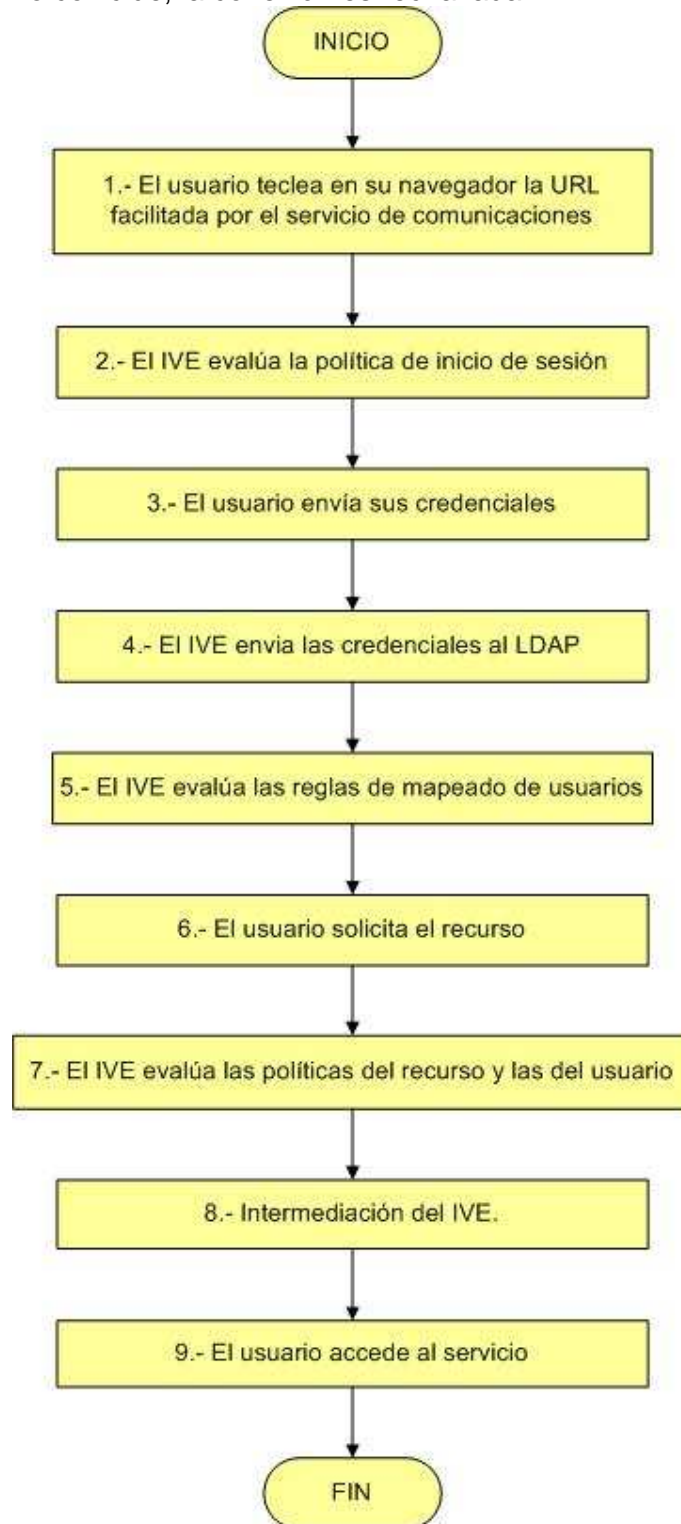 INICIO
1.- El usuario teclea en su navegador la URL
facilitada por el servicio de comunicaciones
2.- El IVE evalúa la política de inicio de sesión
3.- El usuario envía sus credenciales
4.- El IVE envia las credenciales al LDAP
5.- El IVE evalúa las reglas de mapeado de usuarios
6.- El usuario solicita el recurso
7.- El IVE evalúa las políticas del recurso y las del usuario
8.- Intermediación del IVE.
9.- El usuario accede al servicio
FIN